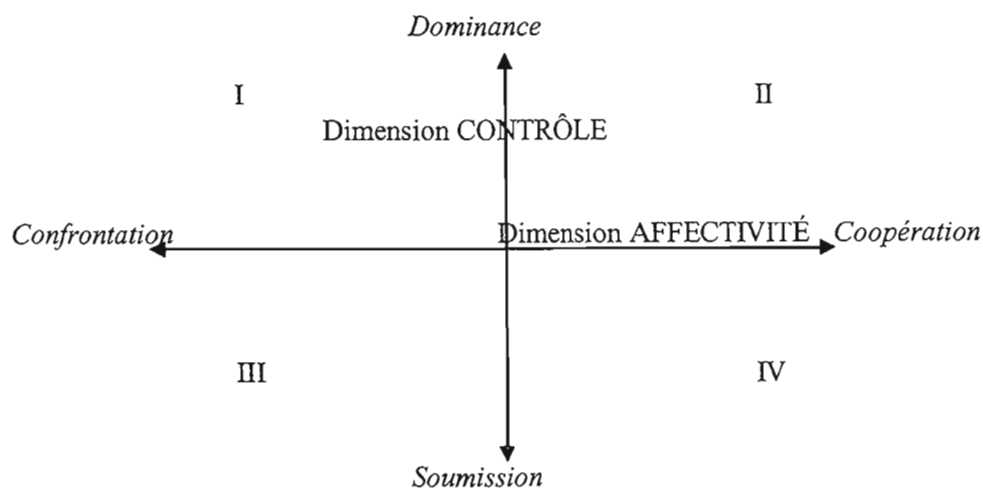 Dominance
I
II
Dimension CONTRÔLE
Confrontation
Dimension AFFECTIVITÉ
Coopération
III
IV
Soumission